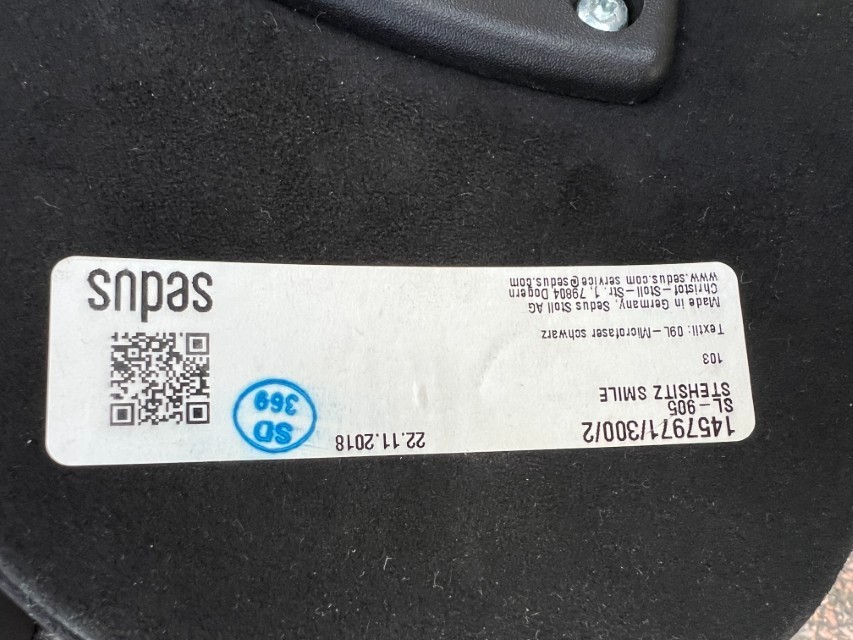 1457971/300/2
SL-905
STEHSITZ SMILE
103
Textil: 09L-Microfaser schwarz
Made in Germany, Sedus Stoll AG
Christof-Stoll-Str. 1, 79804 Dogern
www.sedus.com service@sedus.com
22.11.2018
SD
369
sedus